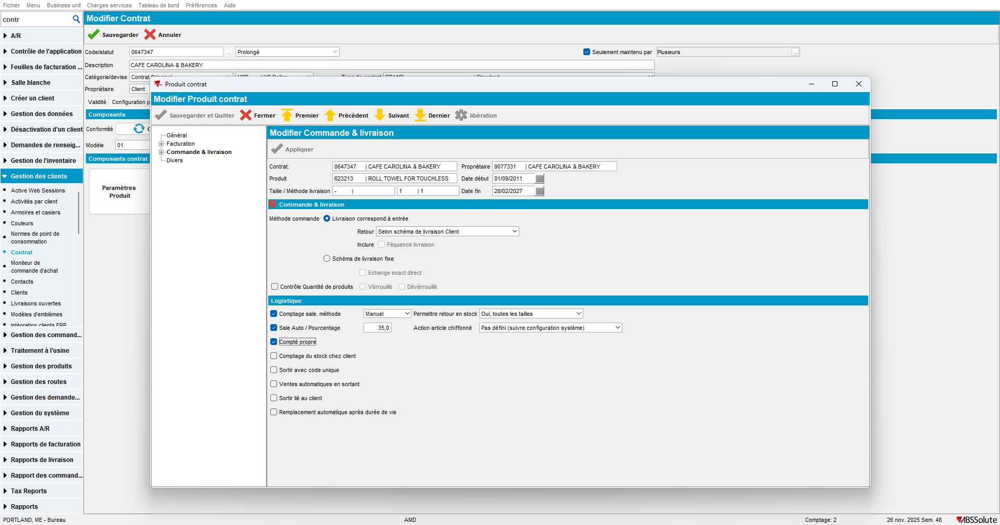 Fichier Menu Business unit Charges services Tableau de bord Préférences Aide
contr
Modifier Contrat
Sauvegarder Annuler
A/R
Contrôle de l'application
Feuilles de facturation ...
Salle blanche
Créer un client
Gestion des données
Désactivation d'un client
Demandes de renseig...
Gestion de l'inventaire
Gestion des clients
Active Web Sessions
Activités par client
Armoires et casiers
Couleurs
Normes de point de
consommation
Contrat
Moniteur de
commande d'achat
Contacts
Clients
Livraisons ouvertes
Modèles d'emblèmes
Intégration clients ERP
Gestion des command...
Traitement à l'usine
Gestion des produits
Gestion des routes
Gestion des demande...
Gestion du système
Rapports A/R
Rapports de facturation
Rapports de livraison
Rapport des command...
Tax Reports
Rapports
Code/statut 0647347 ... Prolongé Seulement maintenu par Plusieurs ...
Description CAFE CAROLINA & BAKERY
Catégorie/devise Contrat Principal USD | US Dollar Type de contrat STAND | Standard
Propriétaire Client
Validité Configuration p
Composants
Conformité
Modèle 01
Composants contrat
Paramètres
Produit
Produit contrat
Modifier Produit contrat
Sauvegarder et Quitter Fermer Premier Précédent Suivant Dernier libération
Général
Facturation
Commande & livraison
Divers
Modifier Commande & livraison
Appliquer
Contrat: 0647347 | CAFE CAROLINA & BAKERY Propriétaire 9077331 | CAFE CAROLINA & BAKERY
Produit 623213 | ROLL TOWEL FOR TOUCHLESS Date début 01/09/2011 16
Taille / Méthode livraison - | 1 | 1 Date fin 28/02/2027 16
Commande & livraison
Méthode commande Livraison correspond à entrée
Retour Selon schéma de livraison Client
Inclure Féquence livraison
Schéma de livraison fixe
Echange exact direct
Contrôle Quantité de produits Vérrouillé Dévérrouillé
Logistique
Comptage sale, méthode Manuel Permettre retour en stock Oui, toutes les tailles
Sale Auto / Pourcentage 35,0 Action article chiffonné Pas défini (suivre configuration système)
Compté propre
Comptage du stock chez client
Sortir avec code unique
Ventes automatiques en sortant
Sortir lié au client
Remplacement automatique après durée de vie
PORTLAND, ME - Bureau AMD Comptage: 2 26 nov. 2025 Sem. 48 ABSSolute